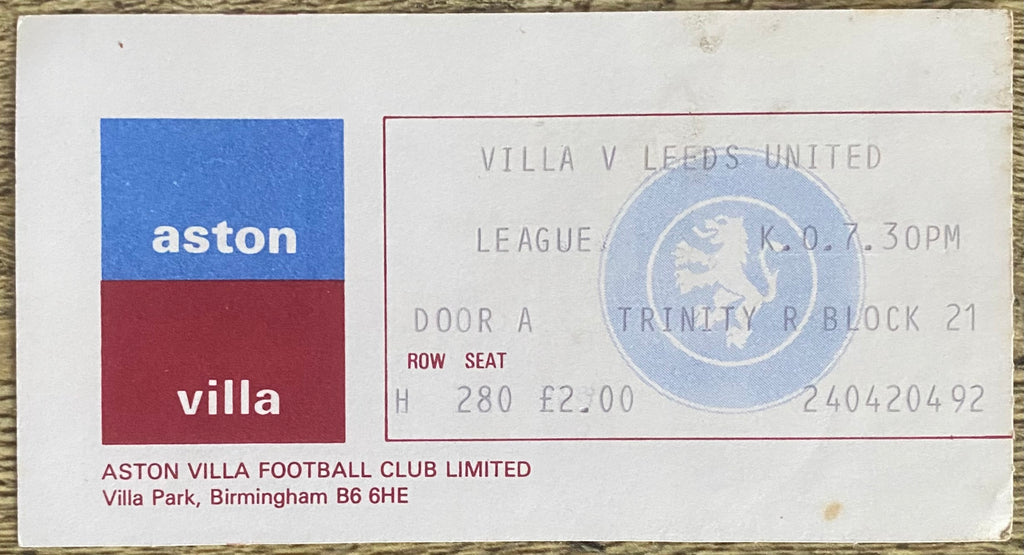 aston
villa
VILLA V LEEDS UNITED
LEAGUE K.O.7.30PM
DOOR A TRINITY R BLOCK 21
ROW SEAT
H 280 £2.00 240420492
ASTON VILLA FOOTBALL CLUB LIMITED
Villa Park, Birmingham B6 6HE